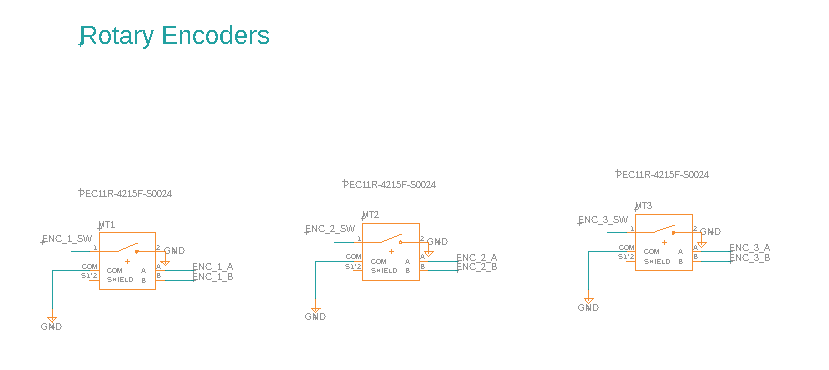 Rotary Encoders
PEC11R-4215F-S0024
MT1
ENC_1_SW
1
2
GND
COM
S1'2
COM
SHIELD
A
B
A
B
ENC_1_A
ENC_1_B
GND
PEC11R-4215F-S0024
MT2
ENC_2_SW
1
2
GND
COM
S1'2
COM
SHIELD
A
B
A
B
ENC_2_A
ENC_2_B
GND
PEC11R-4215F-S0024
MT3
ENC_3_SW
1
2
GND
COM
S1'2
COM
SHIELD
A
B
A
B
ENC_3_A
ENC_3_B
GND